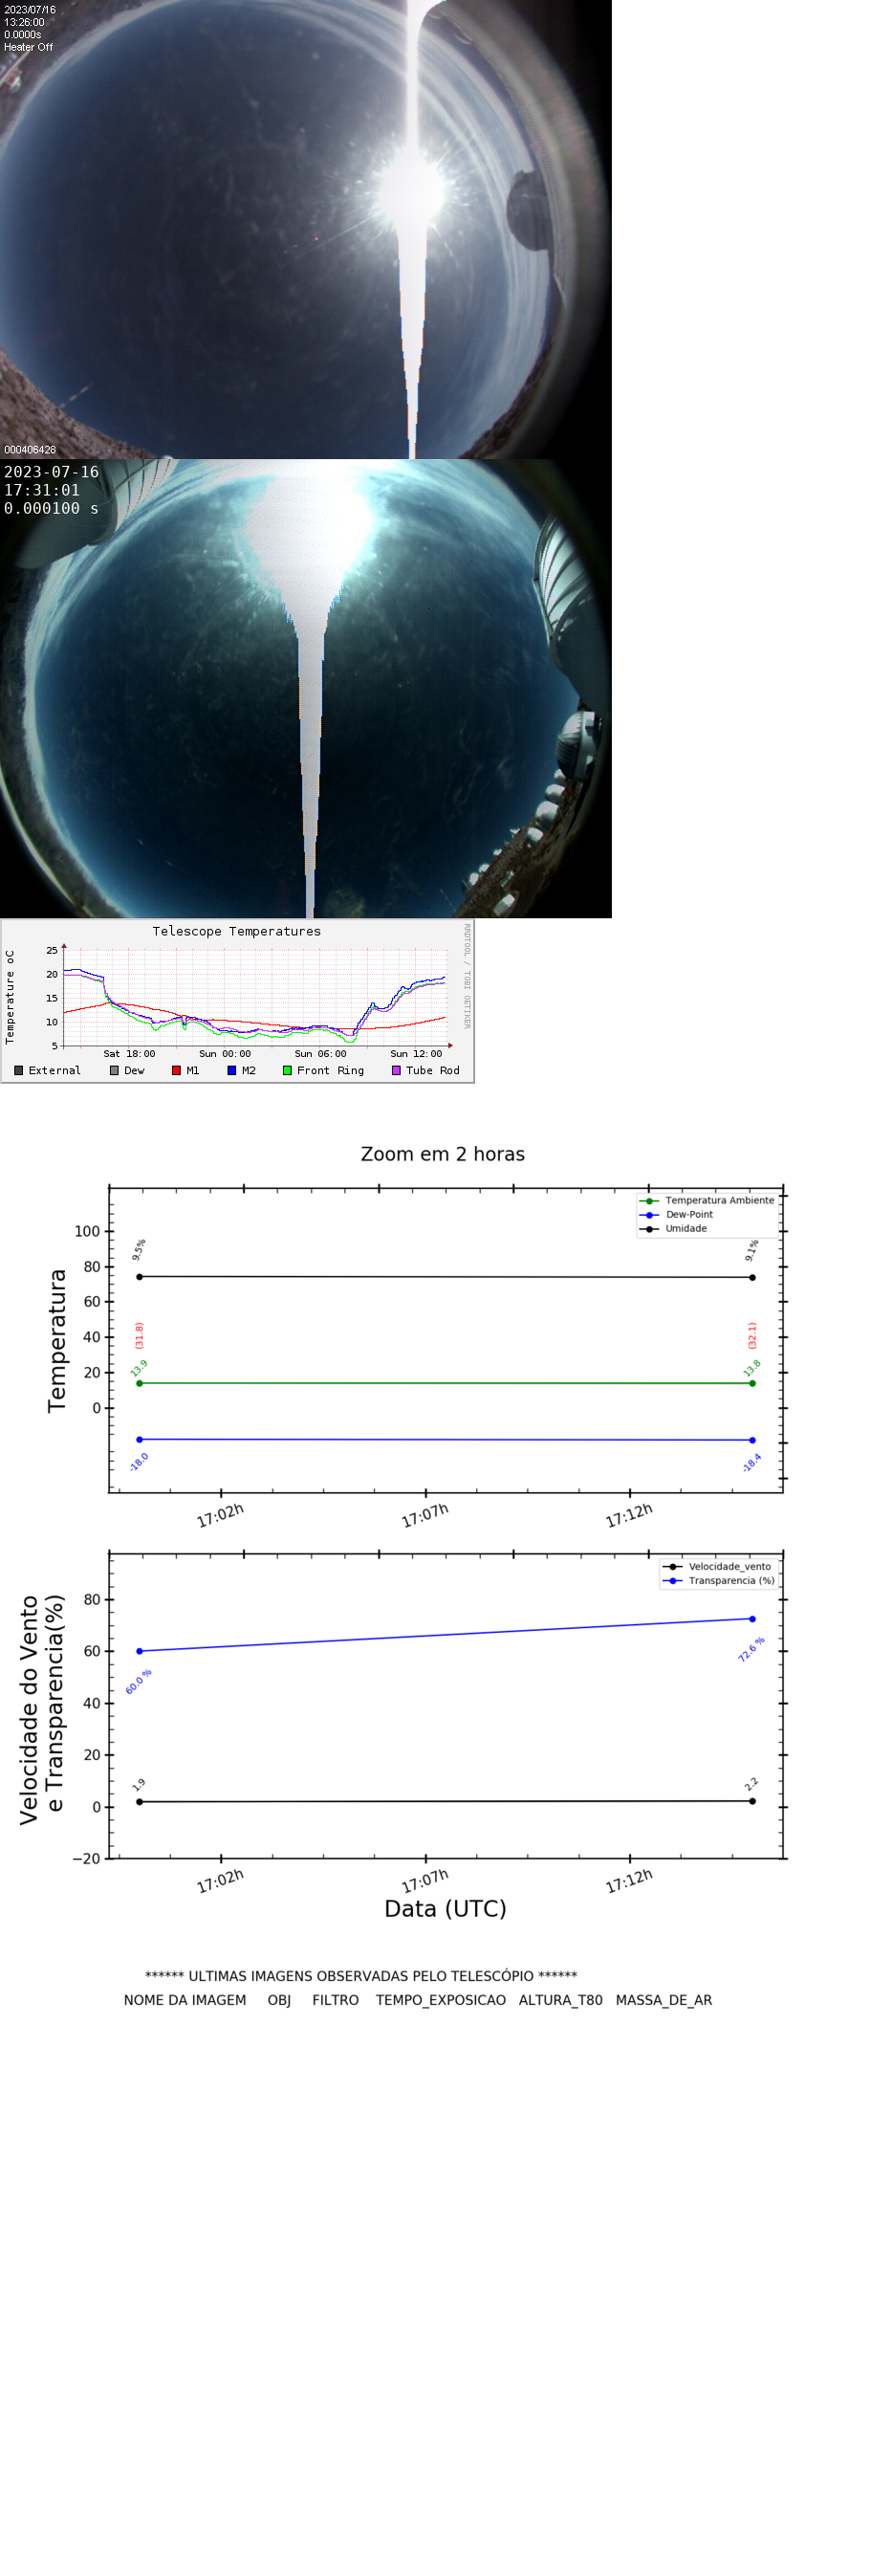 2023/07/16
13:26:00
0.0000s
Heater Off
000406428
2023-07-16
17:31:01
0.000100 s
Telescope Temperatures
RRDTOOL / TOBI OETIKER
Temperature oC
25
20
15
10
5
Sat 18:00 Sun 00:00 Sun 06:00 Sun 12:00
External Dew M1 M2 Front Ring Tube Rod
Zoom em 2 horas
Temperatura
100
80
60
40
20
0
Temperatura Ambiente
Dew-Point
Umidade
9.5% 9.1%
(31.8) (32.1)
13.9 13.8
-18.0 -18.4
17:02h 17:07h 17:12h
Velocidade do Vento
e Transparencia(%)
80
60
40
20
0
−20
Velocidade_vento
Transparencia (%)
60.0 % 72.6 %
1.9 2.2
17:02h 17:07h 17:12h
Data (UTC)
****** ULTIMAS IMAGENS OBSERVADAS PELO TELESCÓPIO ******
NOME DA IMAGEM OBJ FILTRO TEMPO_EXPOSICAO ALTURA_T80 MASSA_DE_AR